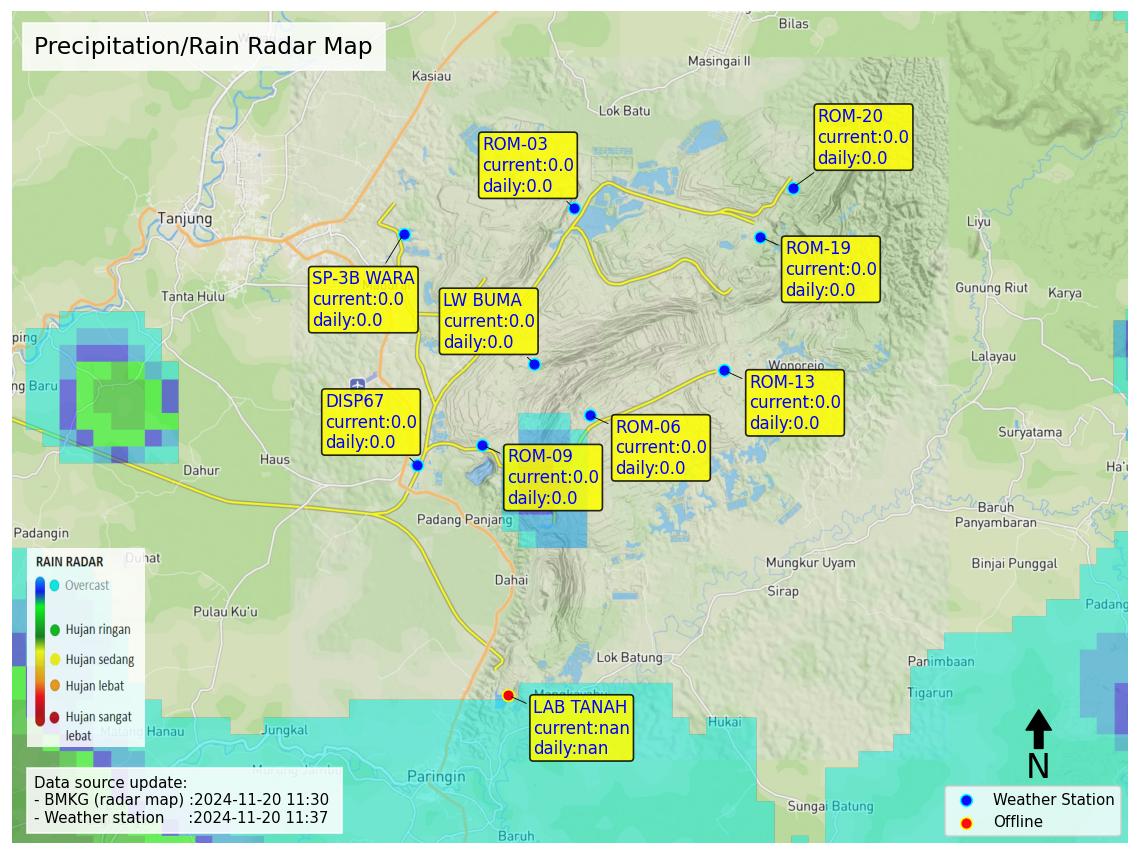 Precipitation/Rain Radar Map
Bilas
Masingai II
Kasiau
Lok Batu
ROM-20
current:0.0
daily:0.0
ROM-03
current:0.0
daily:0.0
Tanjung
Liyu
ROM-19
current:0.0
daily:0.0
SP-3B WARA
current:0.0
daily:0.0
Tanta Hulu
LW BUMA
current:0.0
daily:0.0
Gunung Riut
Karya
ping
Lalayau
Wonorejo
ng Baru
ROM-13
current:0.0
daily:0.0
DISP67
current:0.0
daily:0.0
ROM-06
current:0.0
daily:0.0
Suryatama
ROM-09
current:0.0
daily:0.0
Haus
Dahur
Ha'u
Baruh
Panyambaran
Padang Panjang
Padangin
Duhat
Mungkur Uyam
Binjai Punggal
Dahai
Sirap
Padang
Pulau Ku'u
RAIN RADAR
Overcast
Hujan ringan
Hujan sedang
Hujan lebat
Hujan sangat
lebat
Lok Batung
Panimbaan
Tigarun
LAB TANAH
current:nan
daily:nan
Hukai
Hanau
Jungkal
Paringin
Sungai Batung
Baruh
Data source update:
- BMKG (radar map) :2024-11-20 11:30
- Weather station :2024-11-20 11:37
N
Weather Station
Offline